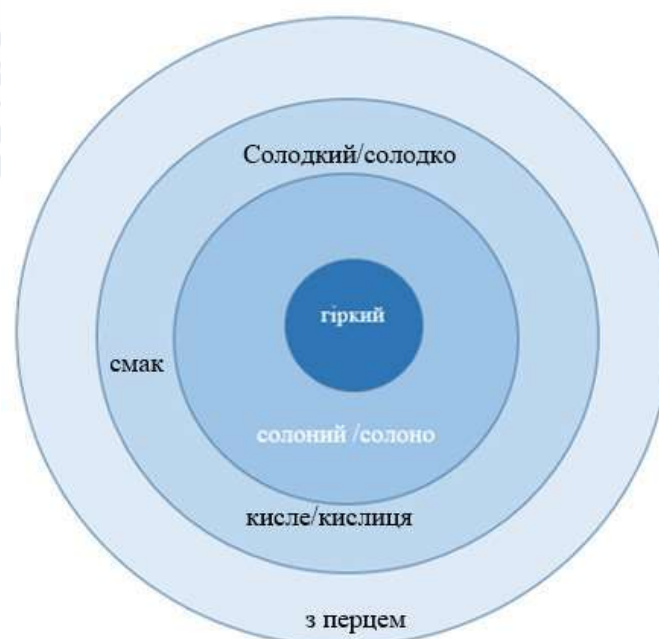 Солодкий/солодко
гіркий
смак
солоний /солоно
кисле/кислиця
з перцем